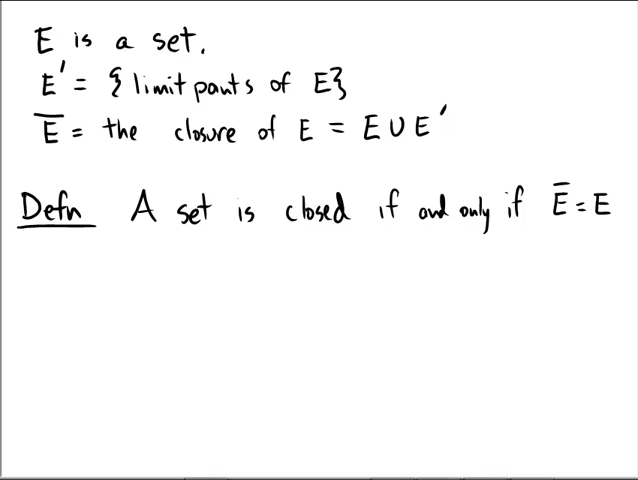 E is a set.
E' = {limit points of E}
E̅ = the closure of E = E ∪ E'
Defn A set is closed if and only if E̅ = E